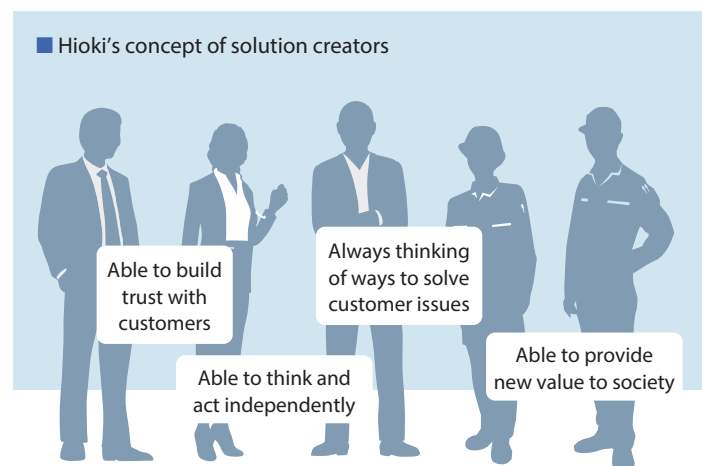 Hioki’s concept of solution creators
Able to build
trust with
customers
Able to think and
act independently
Always thinking
of ways to solve
customer issues
Able to provide
new value to society